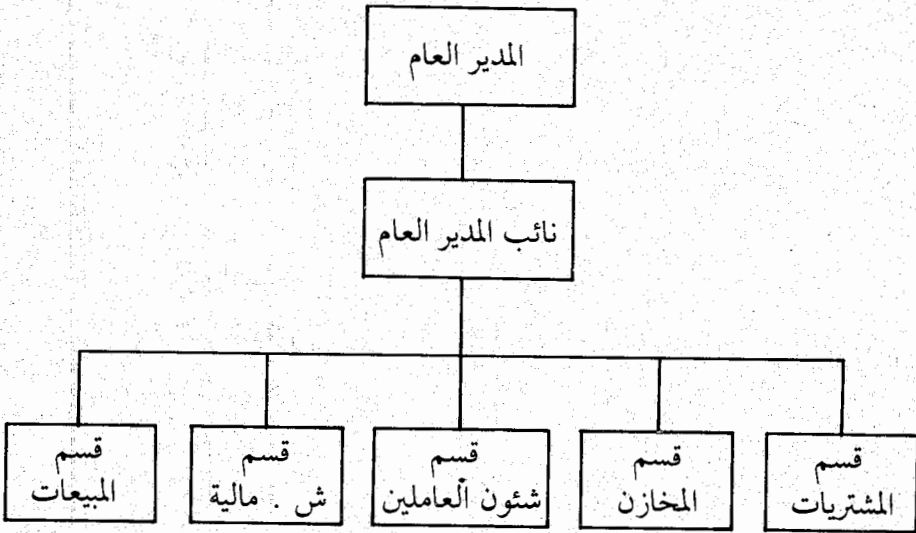 المدير العام
نائب المدير العام
قسم
المشتريات
قسم
المخازن
قسم
شئون العاملين
قسم
ش . مالية
قسم
المبيعات